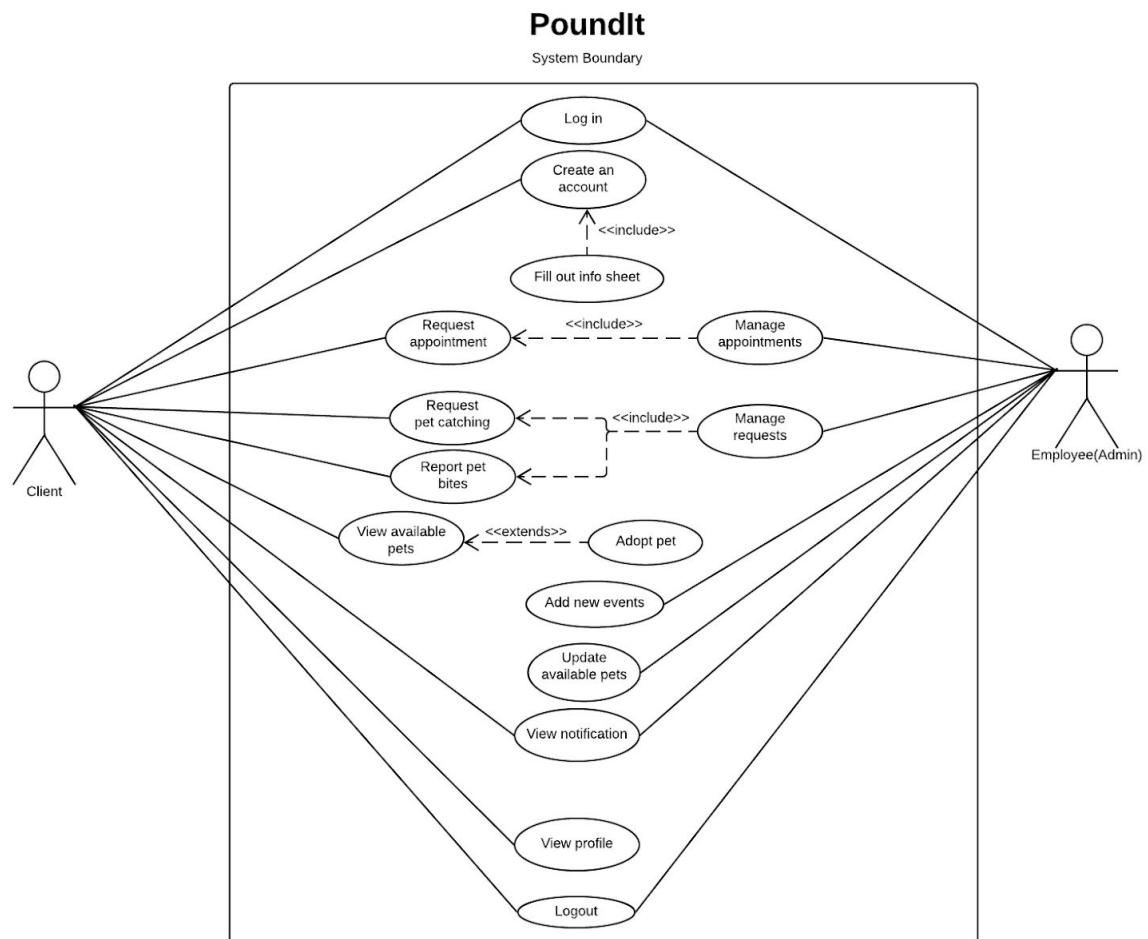 PoundIt
System Boundary
Log in
Create an
account
<<include>>
Fill out info sheet
Request
appointment
<<include>>
Manage
appointments
Request
pet catching
<<include>>
Manage
requests
Employee(Admin)
Report pet
bites
Client
View available
pets
<<extends>>
Adopt pet
Add new events
Update
available pets
View notification
View profile
Logout